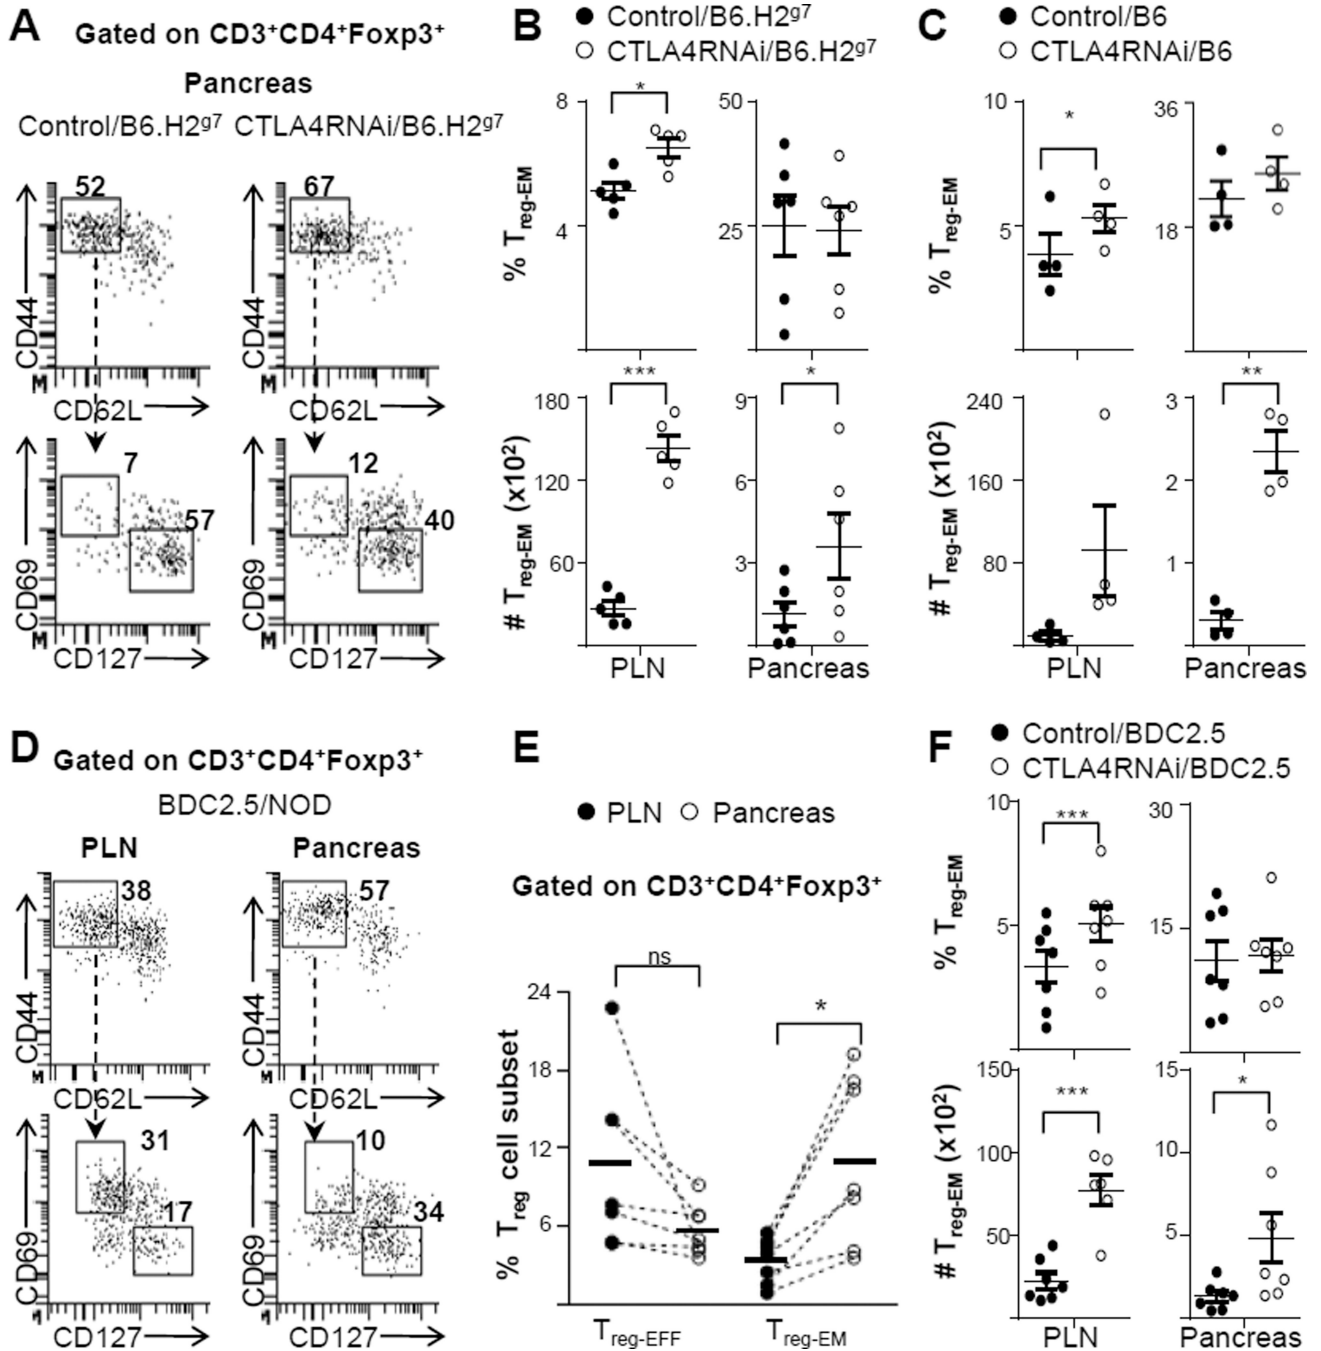 A
Gated on CD3⁺CD4⁺Foxp3⁺
Pancreas
Control/B6.H2ᵍ⁷ CTLA4RNAi/B6.H2ᵍ⁷
52
67
CD44
CD44
M
M
CD62L
CD62L
7
57
12
40
CD69
CD69
M
M
CD127
CD127
B
Control/B6.H2ᵍ⁷
CTLA4RNAi/B6.H2ᵍ⁷
8
4
*
% Treg-EM
50
25
180
120
60
***
# Treg-EM (x10²)
PLN
9
6
3
*
Pancreas
C
Control/B6
CTLA4RNAi/B6
10
5
*
% Treg-EM
36
18
240
160
80
# Treg-EM (x10²)
PLN
3
2
1
**
Pancreas
D
Gated on CD3⁺CD4⁺Foxp3⁺
BDC2.5/NOD
PLN
Pancreas
38
57
CD44
CD44
M
M
CD62L
CD62L
31
17
10
34
CD69
CD69
M
M
CD127
CD127
E
PLN Pancreas
Gated on CD3⁺CD4⁺Foxp3⁺
ns
*
24
18
12
6
% Treg cell subset
Treg-EFF
Treg-EM
F
Control/BDC2.5
CTLA4RNAi/BDC2.5
10
5
***
% Treg-EM
30
15
150
100
50
***
# Treg-EM (x10²)
PLN
15
10
5
*
Pancreas